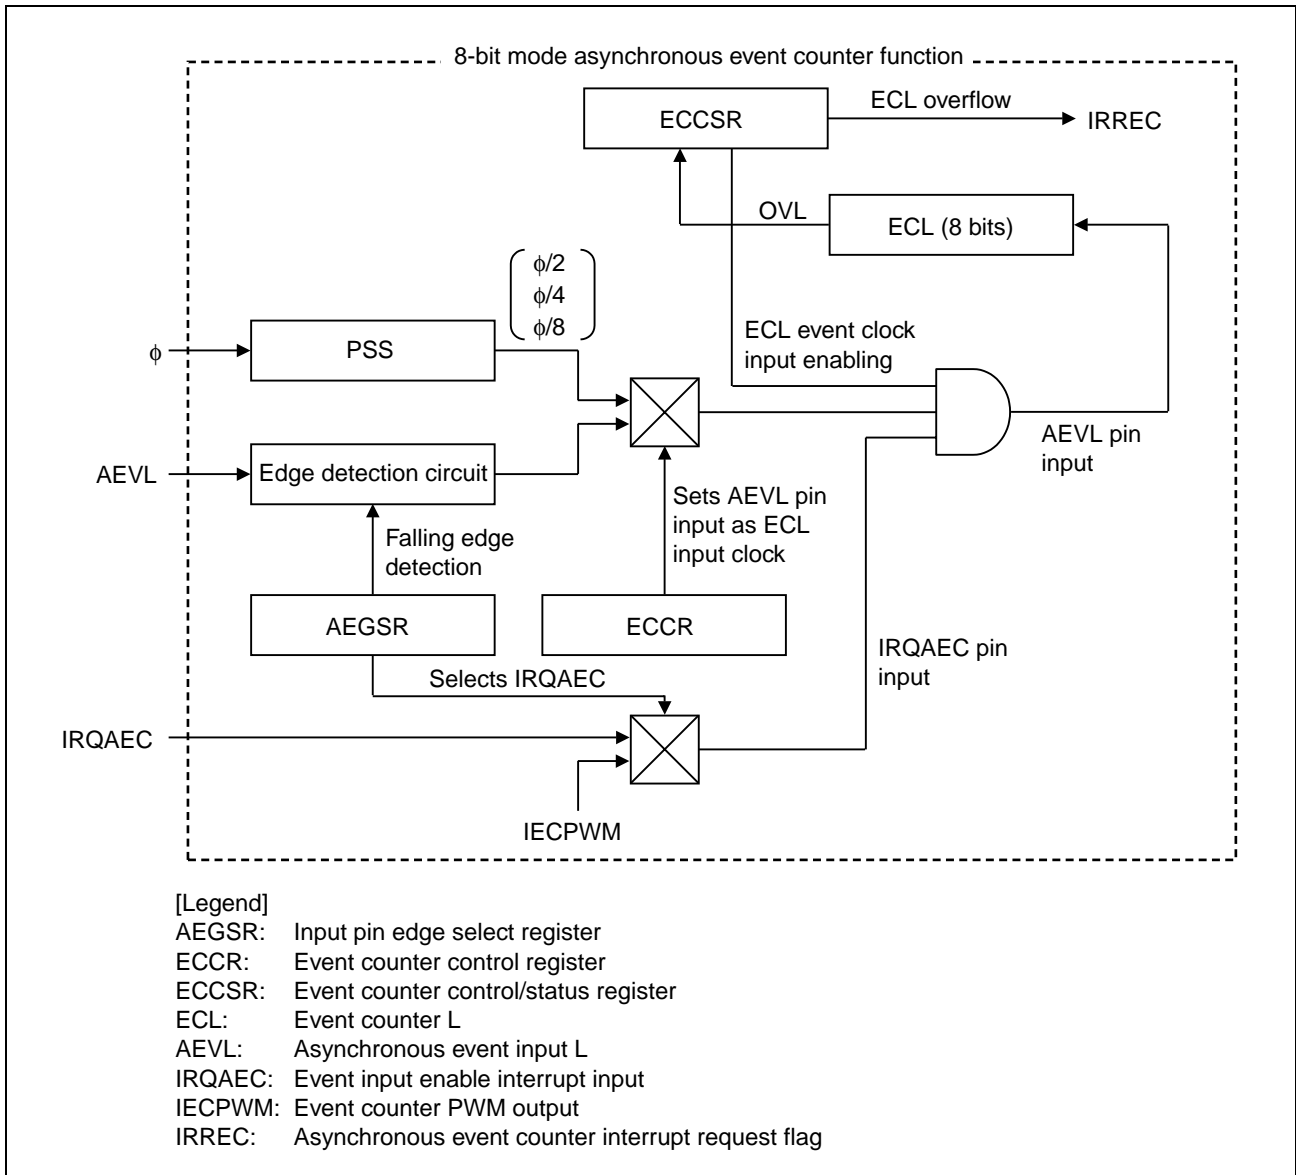 8-bit mode asynchronous event counter function
ECCSR
ECL overflow
IRREC
OVL
ECL (8 bits)
ϕ/2
ϕ/4
ϕ/8
ϕ
PSS
ECL event clock
input enabling
AEVL
Edge detection circuit
AEVL pin
input
Falling edge
detection
Sets AEVL pin
input as ECL
input clock
AEGSR
ECCR
IRQAEC pin
input
Selects IRQAEC
IRQAEC
IECPWM
[Legend]
AEGSR: Input pin edge select register
ECCR: Event counter control register
ECCSR: Event counter control/status register
ECL: Event counter L
AEVL: Asynchronous event input L
IRQAEC: Event input enable interrupt input
IECPWM: Event counter PWM output
IRREC: Asynchronous event counter interrupt request flag